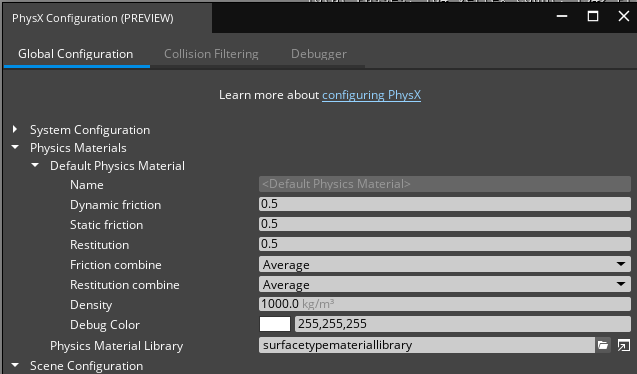 PhysX Configuration (PREVIEW)
Global Configuration Collision Filtering Debugger
Learn more about configuring PhysX
System Configuration
Physics Materials
Default Physics Material
Name <Default Physics Material>
Dynamic friction 0.5
Static friction 0.5
Restitution 0.5
Friction combine Average
Restitution combine Average
Density 1000.0 kg/m³
Debug Color 255,255,255
Physics Material Library surfacetypemateriallibrary
Scene Configuration